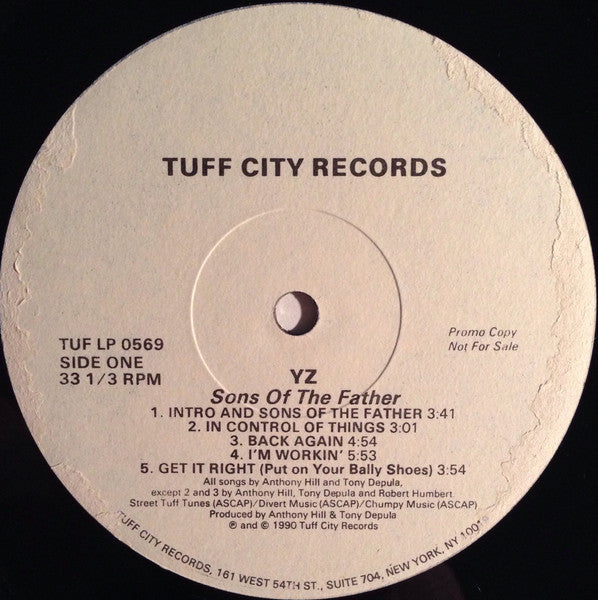 TUFF CITY RECORDS
TUF LP 0569
SIDE ONE
33 1/3 RPM
Promo Copy
Not For Sale
YZ
Sons Of The Father
1. INTRO AND SONS OF THE FATHER 3:41
2. IN CONTROL OF THINGS 3:01
3. BACK AGAIN 4:54
4. I'M WORKIN' 5:53
5. GET IT RIGHT (Put on Your Bally Shoes) 3:54
All songs by Anthony Hill and Tony Depula,
except 2 and 3 by Anthony Hill, Tony Depula and Robert Humbert
Street Tuff Tunes (ASCAP)/Divert Music (ASCAP)/Chumpy Music (ASCAP)
Produced by Anthony Hill & Tony Depula
℗ and © 1990 Tuff City Records
TUFF CITY RECORDS, 161 WEST 54TH ST., SUITE 704, NEW YORK, NY